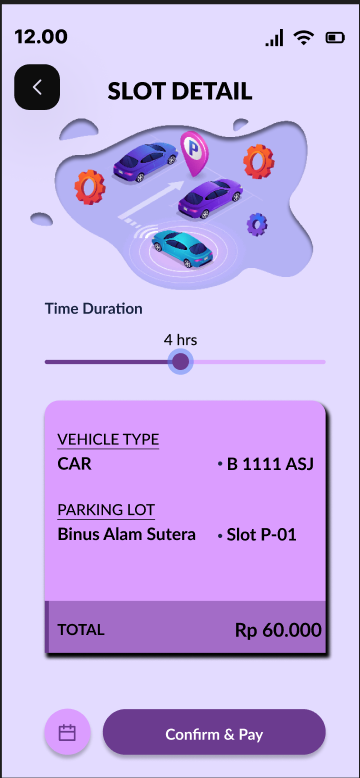 12.00
SLOT DETAIL
P
Time Duration
4 hrs
VEHICLE TYPE
CAR • B 1111 ASJ
PARKING LOT
Binus Alam Sutera • Slot P-01
TOTAL Rp 60.000
Confirm & Pay